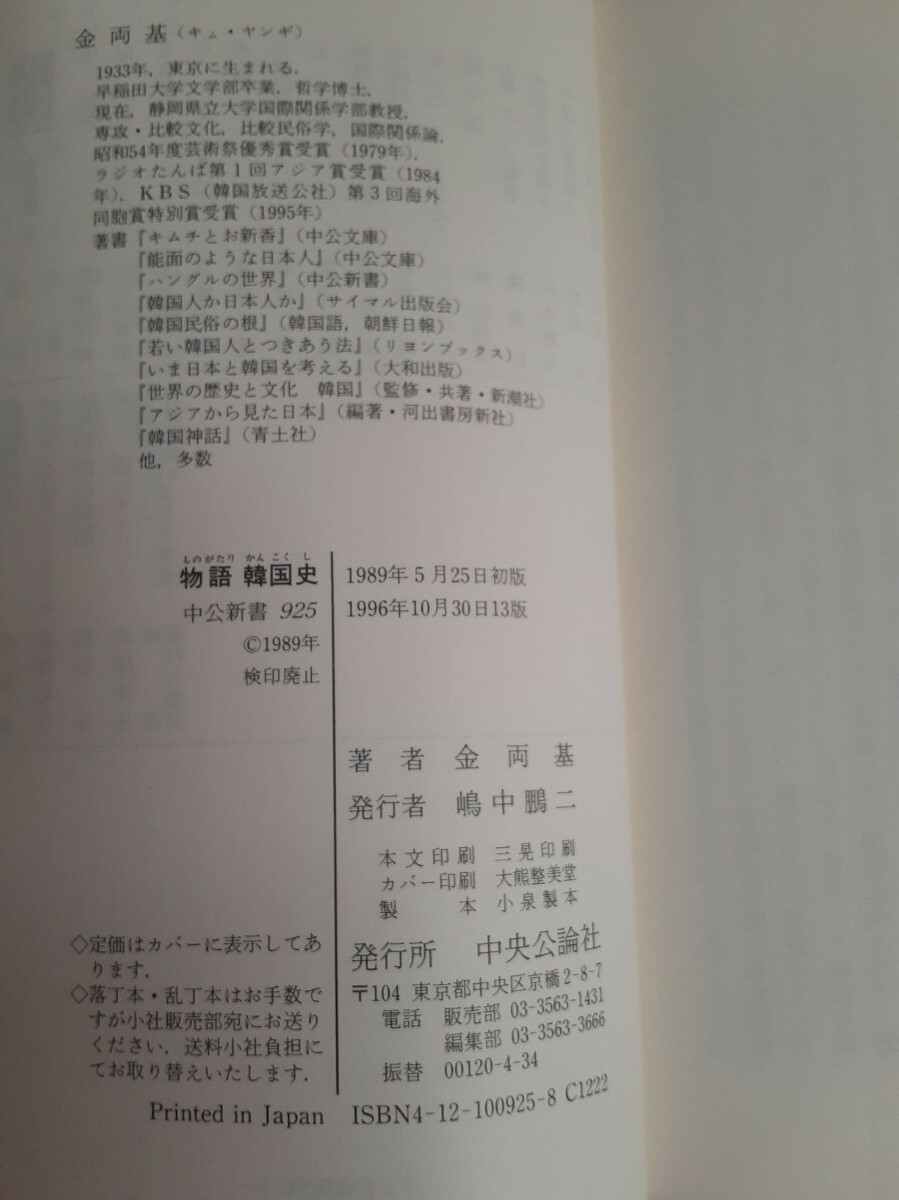 金両基(キム・ヤンギ)
1933年,東京に生まれる.
早稲田大学文学部卒業,哲学博士.
現在,静岡県立大学国際関係学部教授.
専攻・比較文化,比較民俗学,国際関係論.
昭和54年度芸術祭優秀賞受賞(1979年).
ラジオたんぱ第1回アジア賞受賞(1984
年).KBS(韓国放送公社)第3回海外
同胞賞特別賞受賞(1995年)
著書『キムチとお新香』(中公文庫)
『能面のような日本人』(中公文庫)
『ハングルの世界』(中公新書)
『韓国人か日本人か』(サイマル出版会)
『韓国民俗の根』(韓国語,朝鮮日報)
『若い韓国人とつきあう法』(リヨンブックス)
『いま日本と韓国を考える』(大和出版)
『世界の歴史と文化 韓国』(監修・共著・新潮社)
『アジアから見た日本』(編著・河出書房新社)
『韓国神話』(青土社)
他,多数
ものがたり かん こく し
物語 韓国史
中公新書 925
©1989年
検印廃止
1989年5月25日初版
1996年10月30日13版
著者 金両基
発行者 嶋中鵬二
本文印刷 三晃印刷
カバー印刷 大熊整美堂
製本 小泉製本
発行所 中央公論社
〒104 東京都中央区京橋2-8-7
電話 販売部 03-3563-1431
編集部 03-3563-3666
振替 00120-4-34
◇定価はカバーに表示してあ
ります.
◇落丁本・乱丁本はお手数で
すが小社販売部宛にお送り
ください.送料小社負担に
てお取り替えいたします.
Printed in Japan ISBN4-12-100925-8 C1222